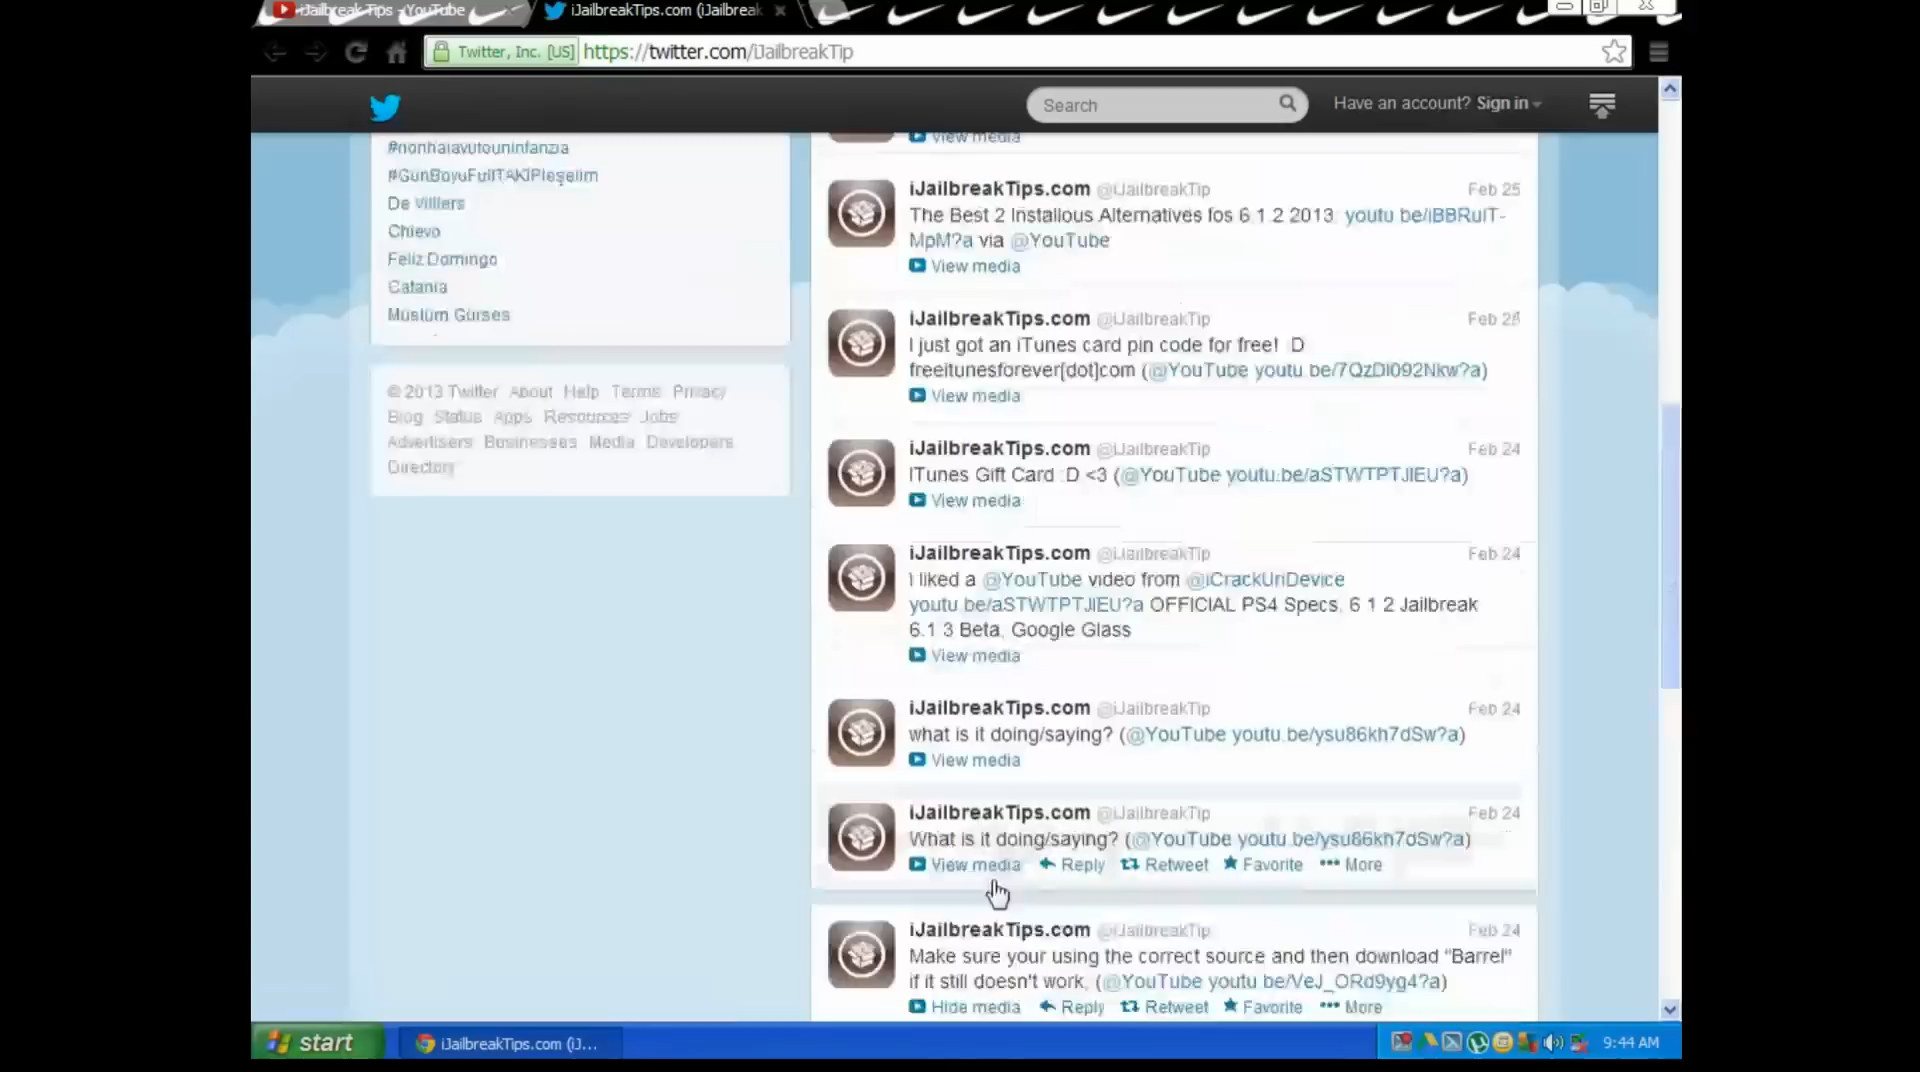 iJailbreak Tips - YouTube
iJailbreakTips.com (iJailbreak
Twitter, Inc. [US] https://twitter.com/iJailbreakTip
Search
Have an account? Sign in
#nonhaiavutouninfanzia
#GunBoyuFullTAKİPleşelim
De Villiers
Chievo
Feliz Domingo
Catania
Müslüm Gürses
© 2013 Twitter About Help Terms Privacy
Blog Status Apps Resources Jobs
Advertisers Businesses Media Developers
Directory
View media
iJailbreakTips.com @iJailbreakTip Feb 25
The Best 2 Installous Alternatives Ios 6.1.2 2013:
via @YouTube
View media
iJailbreakTips.com @iJailbreakTip Feb 25
I just got an iTunes card pin code for free! :D
freeitunesforever[dot]com (@YouTube youtu.be/7QzDl092Nkw?a)
View media
iJailbreakTips.com @iJailbreakTip Feb 24
ITunes Gift Card :D <3 (@YouTube youtu.be/aSTWTPTJIEU?a)
View media
iJailbreakTips.com @iJailbreakTip Feb 24
I liked a @YouTube video from @iCrackUriDevice
youtu.be/aSTWTPTJIEU?a OFFICIAL PS4 Specs, 6.1.2 Jailbreak
6.1.3 Beta, Google Glass
View media
iJailbreakTips.com @iJailbreakTip Feb 24
what is it doing/saying? (@YouTube youtu.be/ysu86kh7dSw?a)
View media
iJailbreakTips.com @iJailbreakTip Feb 24
What is it doing/saying? (@YouTube youtu.be/ysu86kh7dSw?a)
View media Reply Retweet Favorite More
iJailbreakTips.com @iJailbreakTip Feb 24
Make sure your using the correct source and then download "Barrel"
if it still doesn't work, (@YouTube youtu.be/VeJ_ORd9yg4?a)
Hide media Reply Retweet Favorite More
start
iJailbreakTips.com (iJ...
9:44 AM